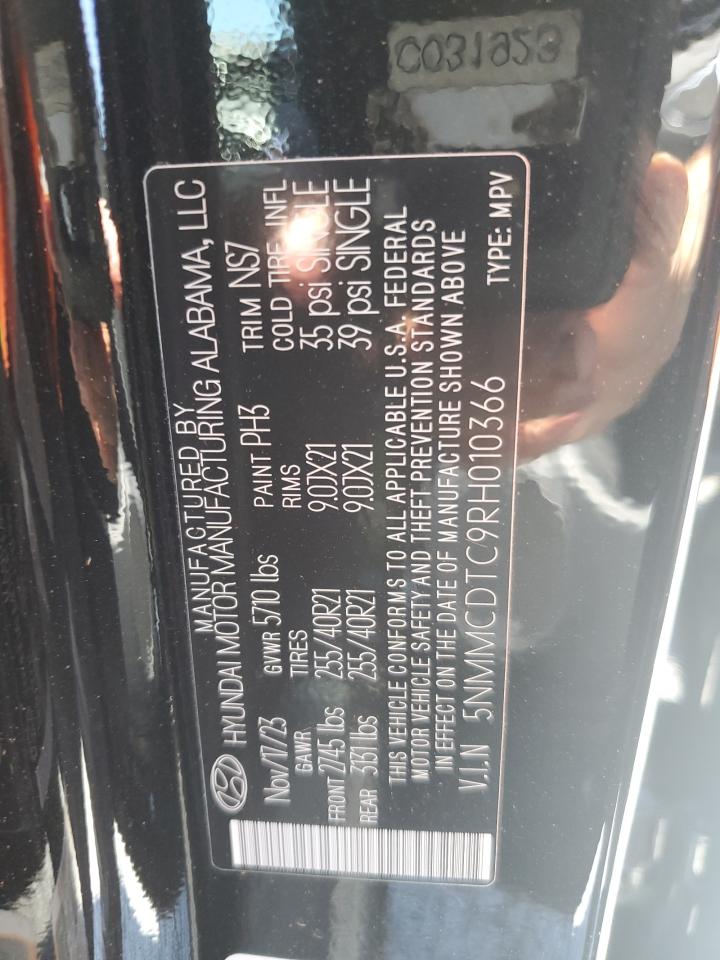 C031853
MANUFACTURED BY
HYUNDAI MOTOR MANUFACTURING ALABAMA, LLC
Nov/17/23 GVWR 5710 lbs PAINT PH3 TRIM NS7
GAWR TIRES RIMS COLD TIRE INFL
FRONT 2745 lbs 255/40R21 9.0JX21 35 psi SINGLE
REAR 3131 lbs 255/40R21 9.0JX21 39 psi SINGLE
THIS VEHICLE CONFORMS TO ALL APPLICABLE U.S.A. FEDERAL
MOTOR VEHICLE SAFETY AND THEFT PREVENTION STANDARDS
IN EFFECT ON THE DATE OF MANUFACTURE SHOWN ABOVE
V.I.N 5NMMCDTC9RH010366 TYPE: MPV